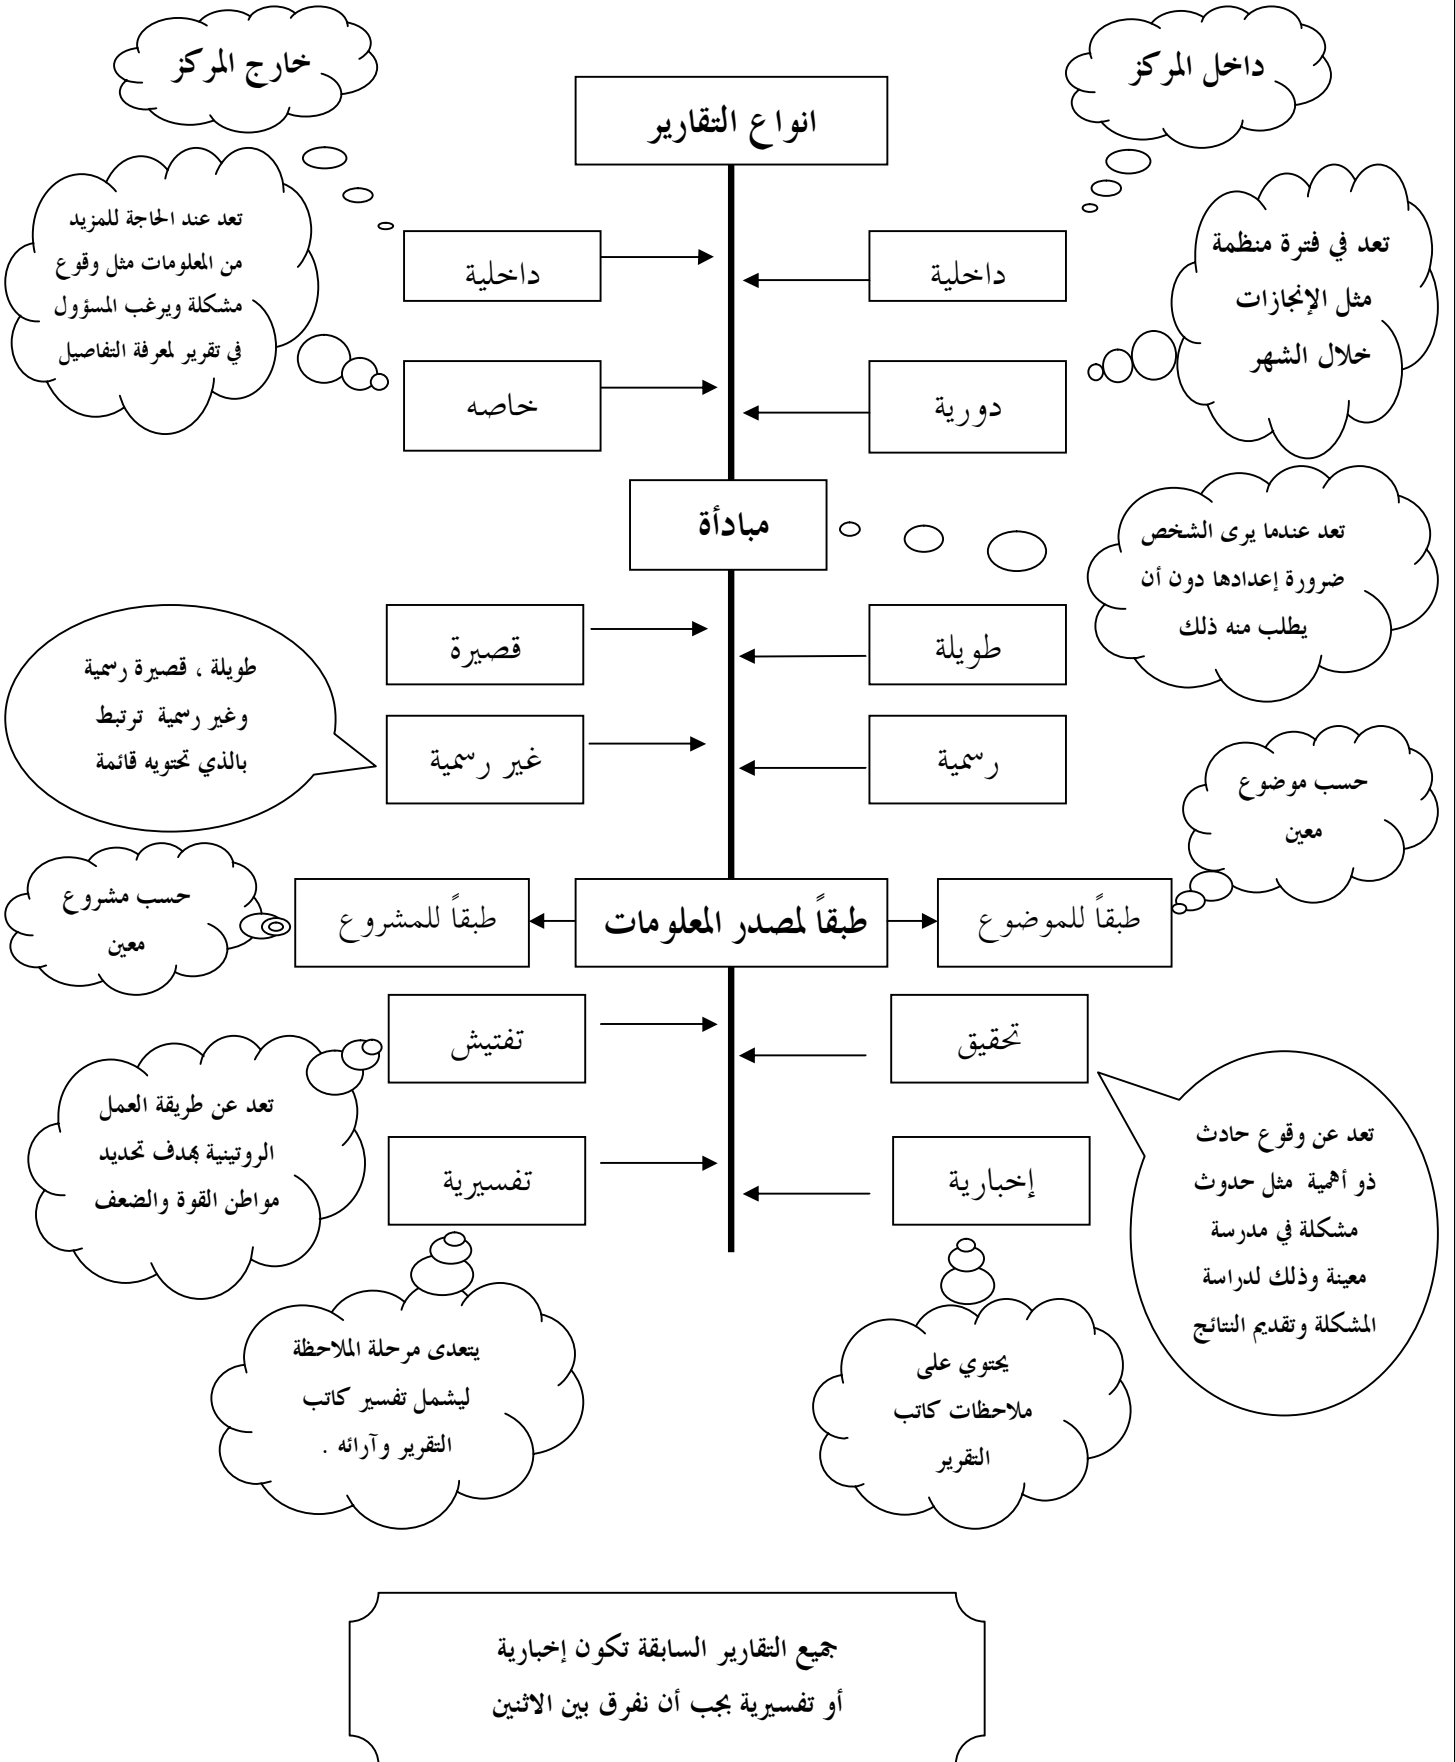 داخل المركز
خارج المركز
انواع التقارير
تعد في فترة منظمة
مثل الإنجازات
خلال الشهر
داخلية
داخلية
تعد عند الحاجة للمزيد
من المعلومات مثل وقوع
مشكلة ويرغب المسؤول
في تقرير لمعرفة التفاصيل
دورية
خاصه
مبادأة
تعد عندما يرى الشخص
ضرورة إعدادها دون أن
يطلب منه ذلك
طويلة
قصيرة
طويلة ، قصيرة رسمية
وغير رسمية ترتبط
بالذي تحتويه قائمة
رسمية
غير رسمية
حسب موضوع
معين
طبقاً للموضوع
طبقاً لمصدر المعلومات
طبقاً للمشروع
حسب مشروع
معين
تحقيق
تفتيش
تعد عن وقوع حادث
ذو أهمية مثل حدوث
مشكلة في مدرسة
معينة وذلك لدراسة
المشكلة وتقديم النتائج
تعد عن طريقة العمل
الروتينية بهدف تحديد
مواطن القوة والضعف
إخبارية
تفسيرية
يحتوي على
ملاحظات كاتب
التقرير
يتعدى مرحلة الملاحظة
ليشمل تفسير كاتب
التقرير وآرائه .
جميع التقارير السابقة تكون إخبارية
أو تفسيرية بجب أن نفرق بين الاثنين